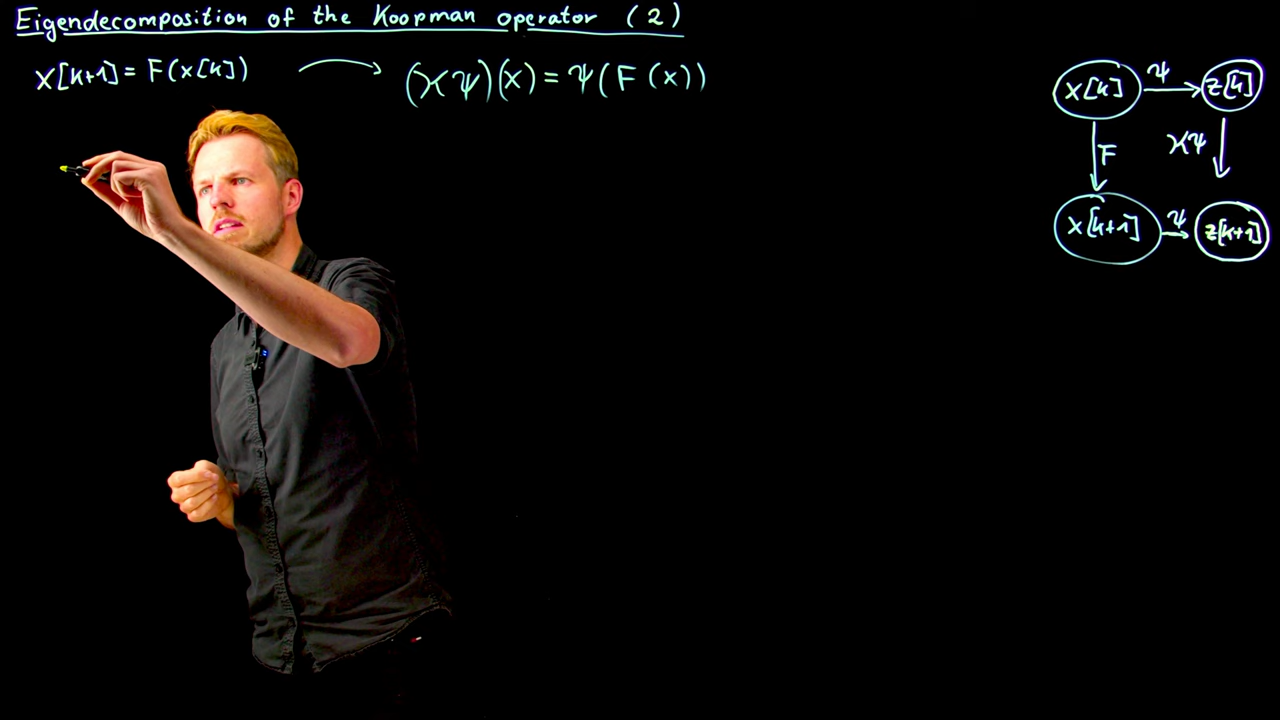 Eigendecomposition of the Koopman operator (2)
x[k+1] = F(x[k])
(𝒦ψ)(x) = ψ(F(x))
x[k] ψ z[k]
F 𝒦ψ
x[k+1] ψ z[k+1]